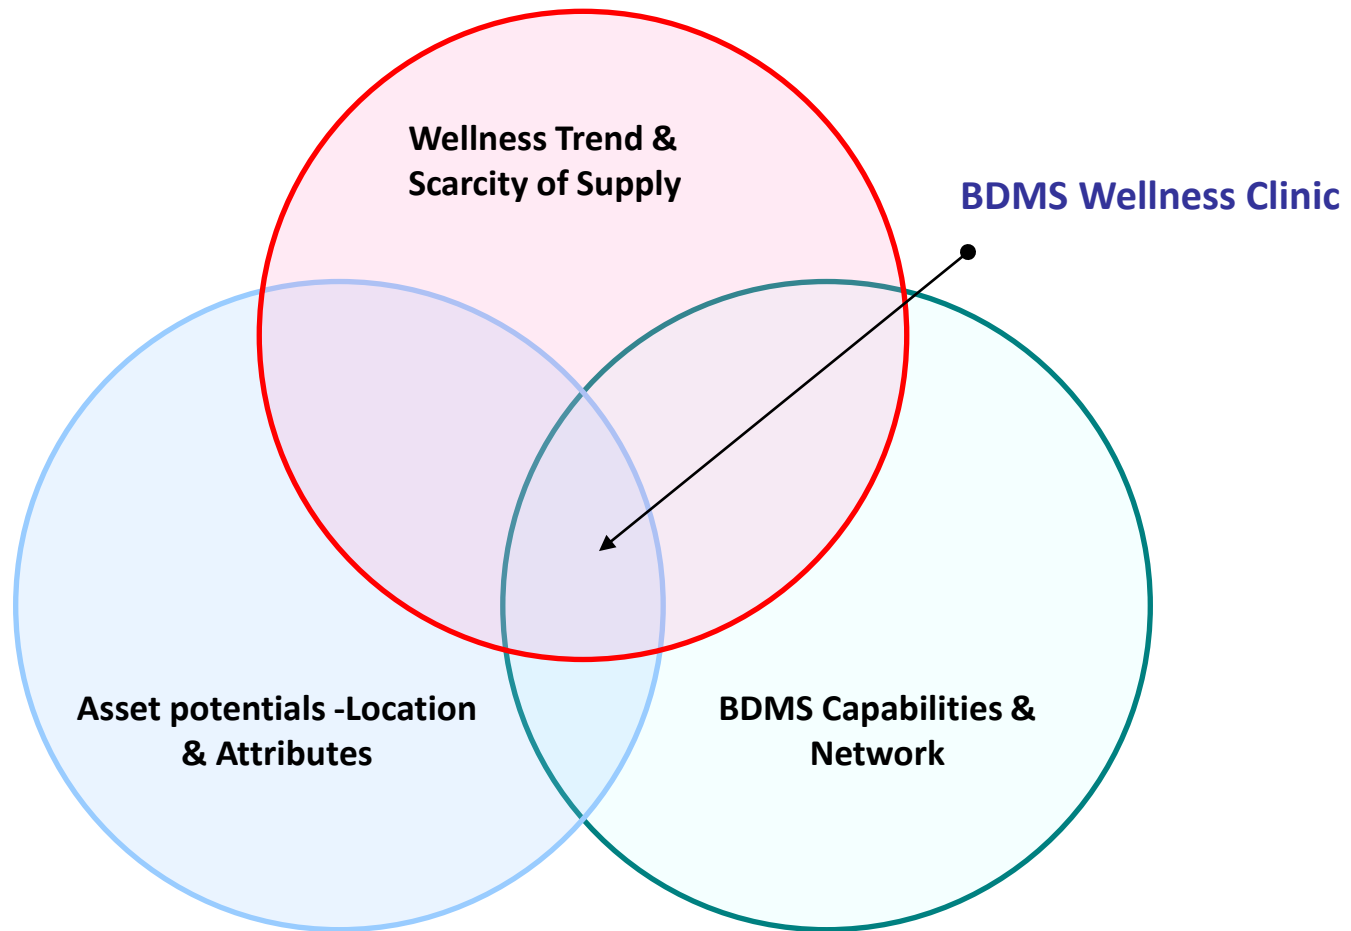 Wellness Trend &
Scarcity of Supply
BDMS Wellness Clinic
Asset potentials -Location
& Attributes
BDMS Capabilities &
Network